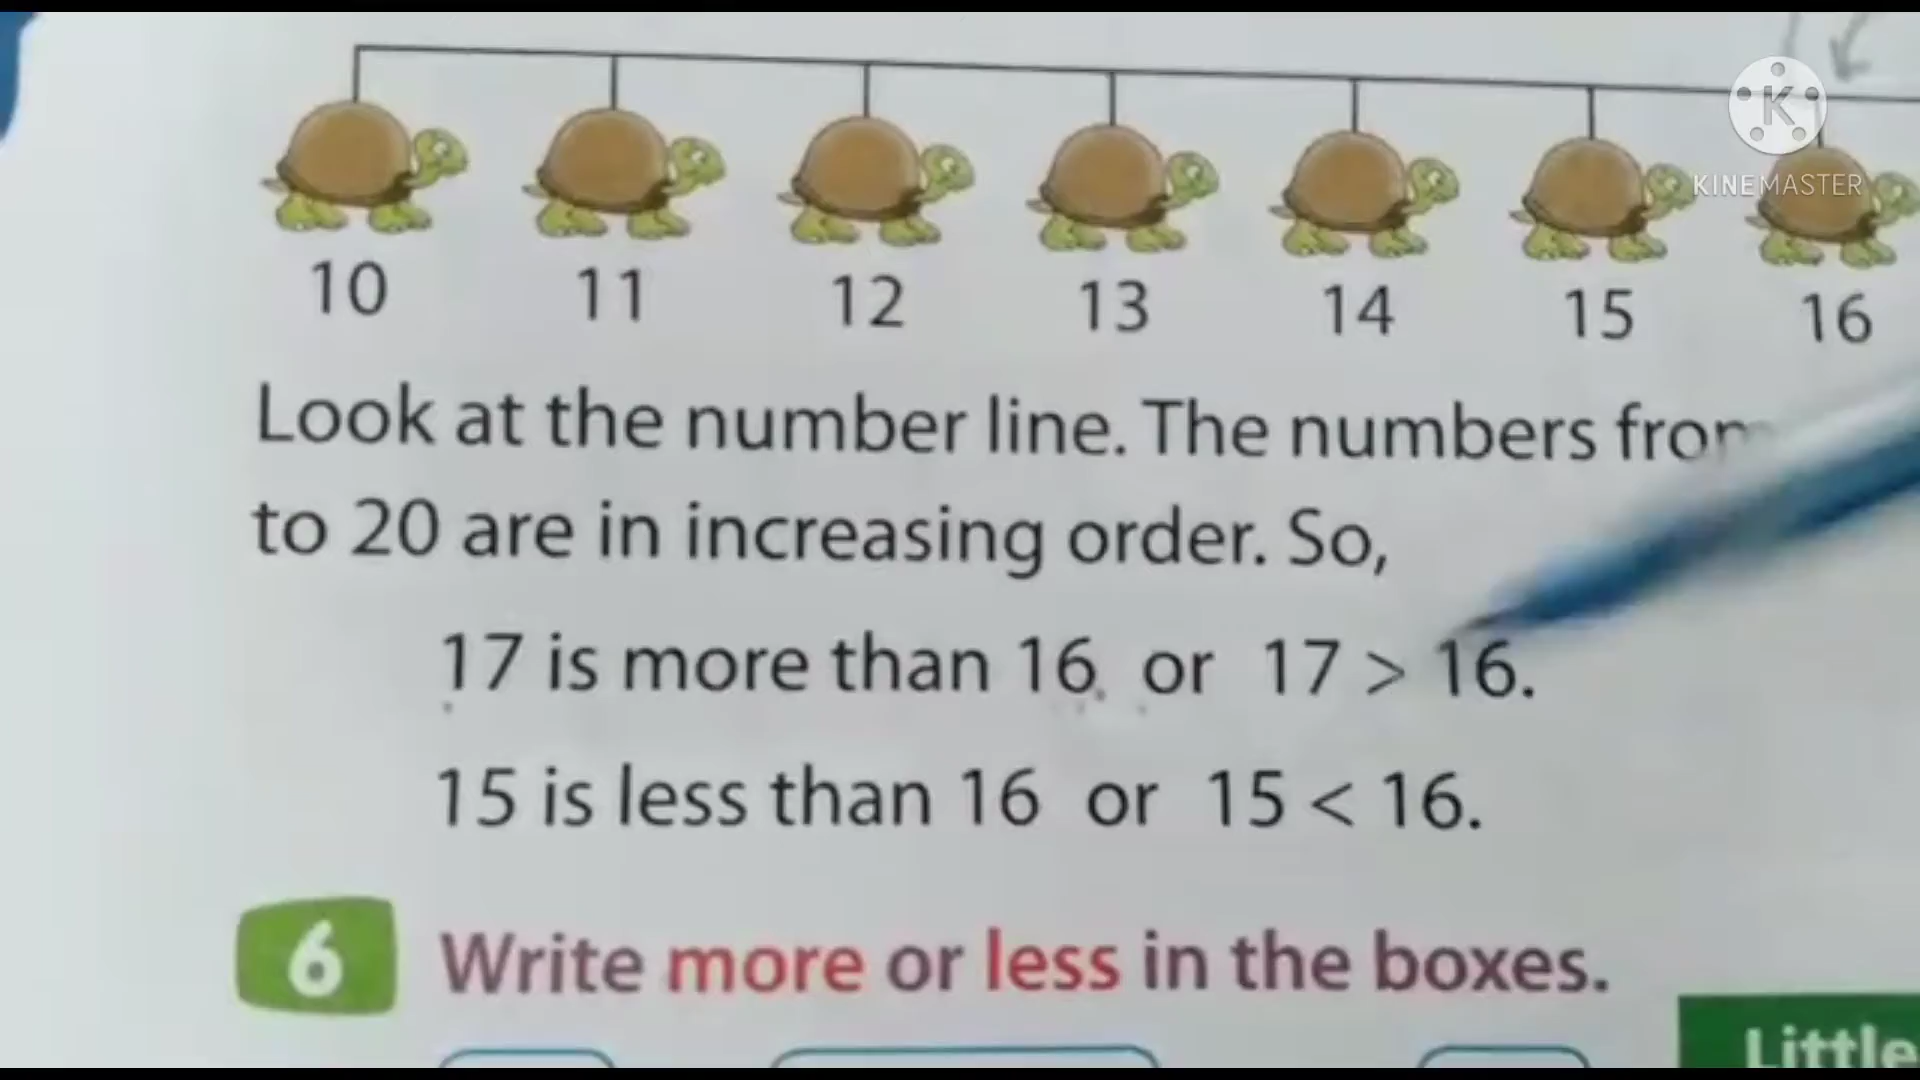 KINEMASTER
10 11 12 13 14 15 16
Look at the number line. The numbers from
to 20 are in increasing order. So,
17 is more than 16 or 17 > 16.
15 is less than 16 or 15 < 16.
6 Write more or less in the boxes.
Little